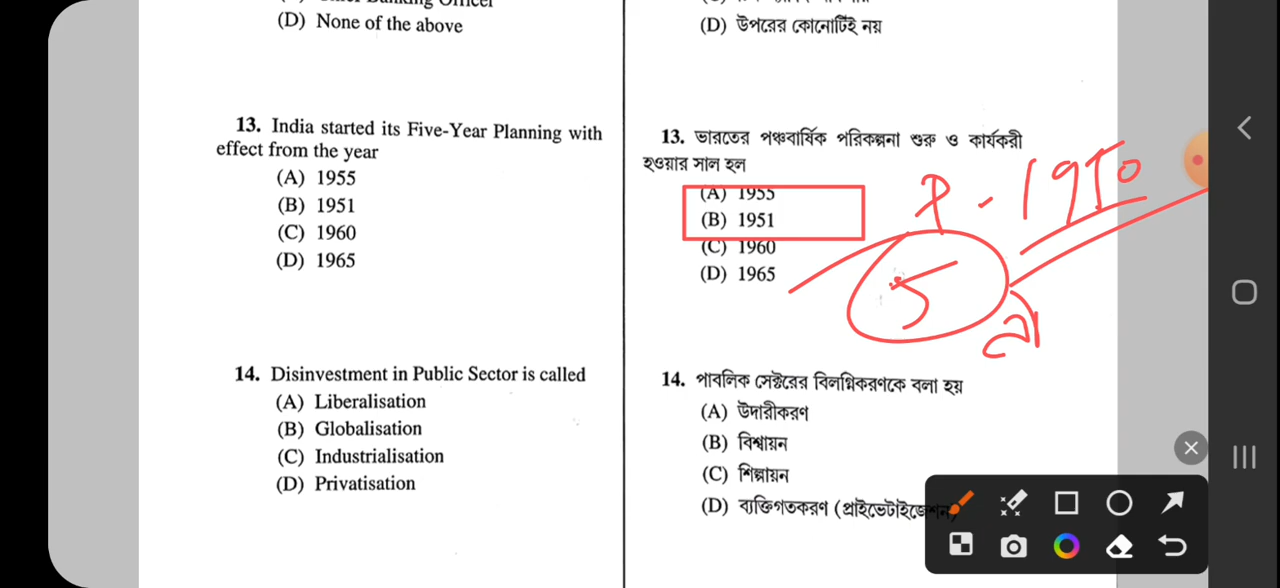 (D) None of the above
13. India started its Five-Year Planning with
effect from the year
(A) 1955
(B) 1951
(C) 1960
(D) 1965
14. Disinvestment in Public Sector is called
(A) Liberalisation
(B) Globalisation
(C) Industrialisation
(D) Privatisation
(D) উপরের কোনোটিই নয়
13. ভারতের পঞ্চবার্ষিক পরিকল্পনা শুরু ও কার্যকরী
হওয়ার সাল হল
(A) 1955
(B) 1951
(C) 1960
(D) 1965
P - 1950
5
14. পাবলিক সেক্টরের বিলগ্নিকরণকে বলা হয়
(A) উদারীকরণ
(B) বিশ্বায়ন
(C) শিল্পায়ন
(D) ব্যক্তিগতকরণ (প্রাইভেটাইজেশন)